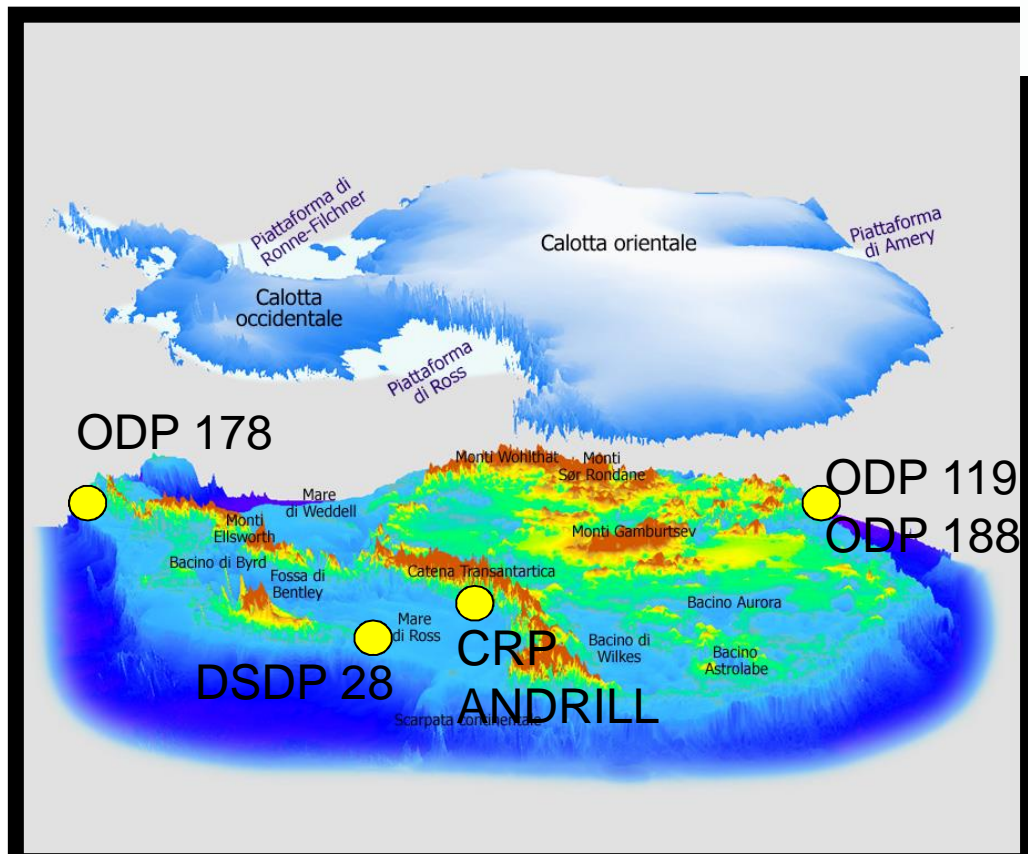 Piattaforma di
Ronne-Filchner
Calotta orientale
Piattaforma
di Amery
Calotta
occidentale
Piattaforma
di Ross
ODP 178
Monti Wohlthat
Monti
Sør Rondane
ODP 119
ODP 188
Mare
di Weddell
Monti
Ellsworth
Monti Gamburtsev
Bacino di Byrd
Fossa di
Bentley
Catena Transantartica
Bacino Aurora
Mare
di Ross
Bacino di
Wilkes
Bacino
Astrolabe
CRP
ANDRILL
DSDP 28
Scarpata continentale